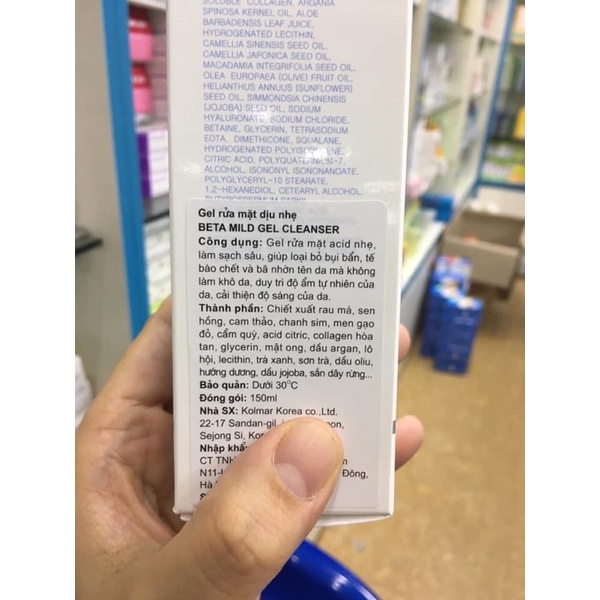 SOLUBLE COLLAGEN, ARGANIA
SPINOSA KERNEL OIL, ALOE
BARBADENSIS LEAF JUICE,
HYDROGENATED LECITHIN,
CAMELLIA SINENSIS SEED OIL,
CAMELLIA JAPONICA SEED OIL,
MACADAMIA INTEGRIFOLIA SEED OIL,
OLEA EUROPAEA (OLIVE) FRUIT OIL,
HELIANTHUS ANNUUS (SUNFLOWER)
SEED OIL, SIMMONDSIA CHINENSIS
(JOJOBA) SEED OIL, SODIUM
HYALURONATE, SODIUM CHLORIDE,
BETAINE, GLYCERIN, TETRASODIUM
EDTA, DIMETHICONE, SQUALANE,
HYDROGENATED POLYISO
CITRIC ACID, POLYQUATERNIUM-7,
ALCOHOL, ISONONYL ISONONANOATE,
POLYGLYCERYL-10 STEARATE,
1,2-HEXANEDIOL, CETEARYL ALCOHOL,
Gel rửa mặt dịu nhẹ
BETA MILD GEL CLEANSER
Công dụng: Gel rửa mặt acid nhẹ,
làm sạch sâu, giúp loại bỏ bụi bẩn, tế
bào chết và bã nhờn tên da mà không
làm khô da, duy trì độ ẩm tự nhiên của
da, cải thiện độ sáng của da.
Thành phần: Chiết xuất rau má, sen
hồng, cam thảo, chanh sim, men gạo
đỏ, cẩm quỳ, acid citric, collagen hòa
tan, glycerin, mật ong, dầu argan, lô
hội, lecithin, trà xanh, sơn trà, dầu oliu,
hướng dương, dầu jojoba, sắn dây rừng...
Bảo quản: Dưới 30°C
Đóng gói: 150ml
Nhà SX: Kolmar Korea co.,Ltd.
22-17 Sandan-gil,
Sejong Si,
Nhập khẩ
CT TNH
Đông,
Hà